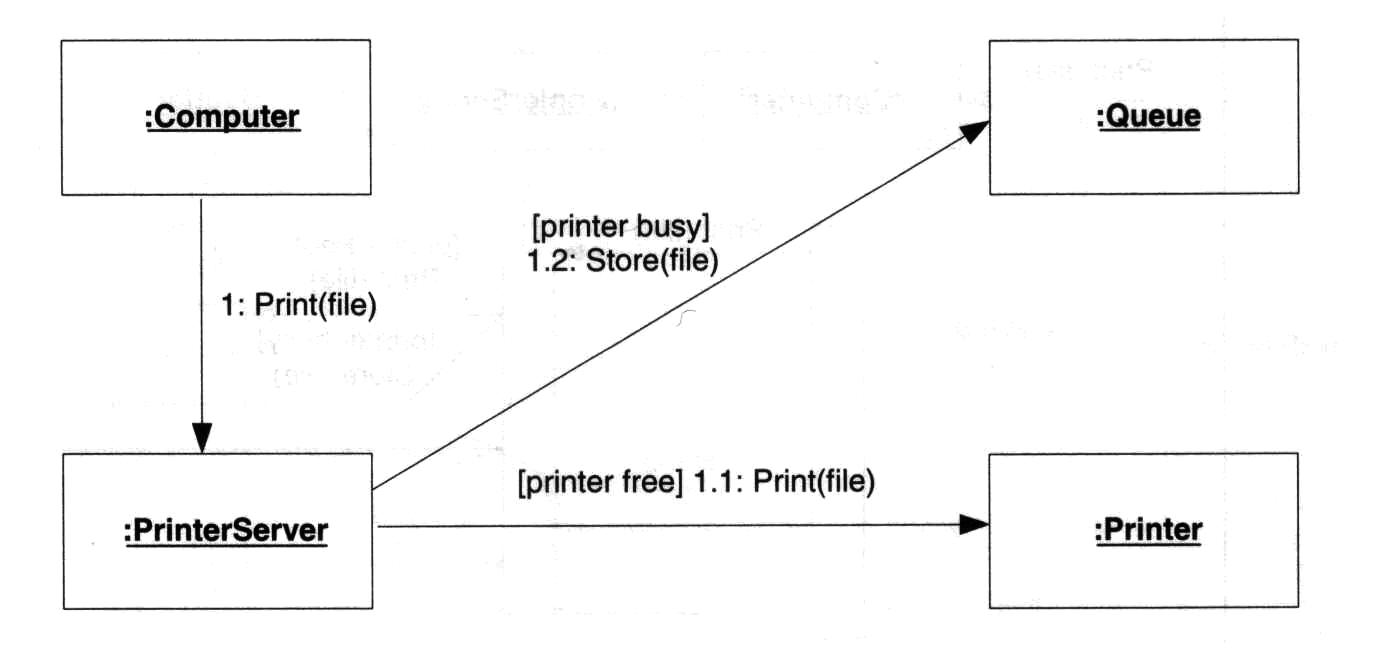 :Computer
:Queue
[printer busy]
1.2: Store(file)
1: Print(file)
[printer free] 1.1: Print(file)
:PrinterServer
:Printer